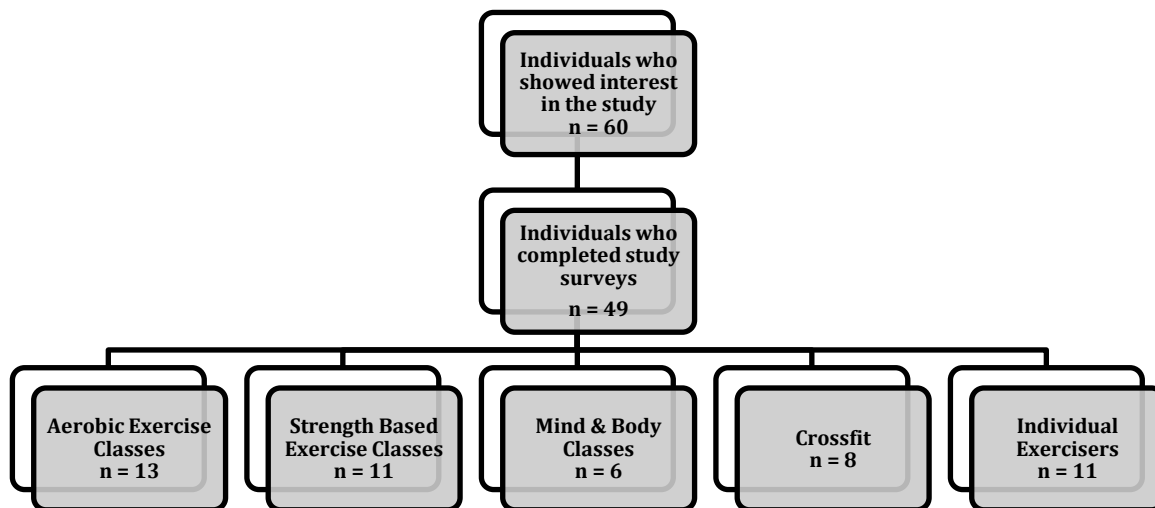 Individuals who
showed interest
in the study
n = 60
Individuals who
completed study
surveys
n = 49
Aerobic Exercise
Classes
n = 13
Strength Based
Exercise Classes
n = 11
Mind & Body
Classes
n = 6
Crossfit
n = 8
Individual
Exercisers
n = 11